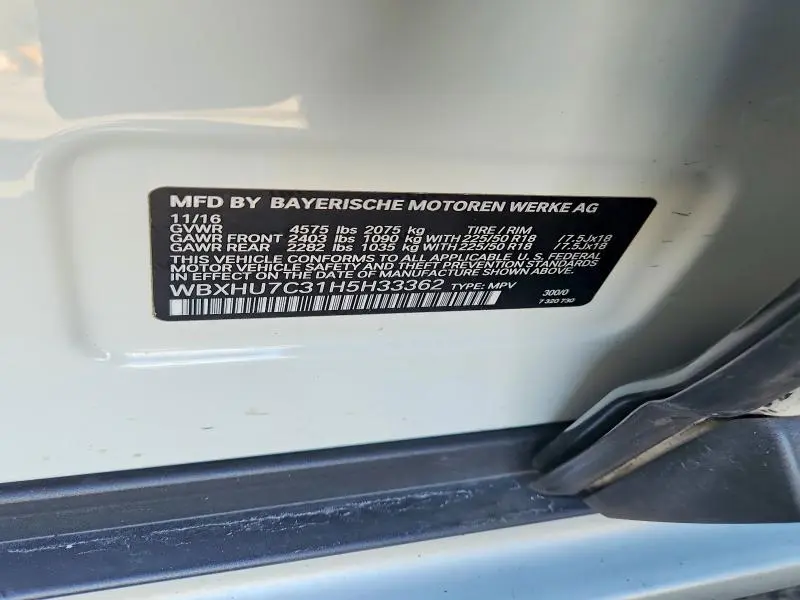 MFD BY BAYERISCHE MOTOREN WERKE AG
11/16
GVWR 4575 lbs 2075 kg TIRE / RIM
GAWR FRONT 2403 lbs 1090 kg WITH 225/50 R18 /7.5Jx18
GAWR REAR 2282 lbs 1035 kg WITH 225/50 R18 /7.5Jx18
THIS VEHICLE CONFORMS TO ALL APPLICABLE U. S. FEDERAL
MOTOR VEHICLE SAFETY AND THEFT PREVENTION STANDARDS
IN EFFECT ON THE DATE OF MANUFACTURE SHOWN ABOVE.
WBXHU7C31H5H33362 TYPE: MPV
300/0
7 320 730